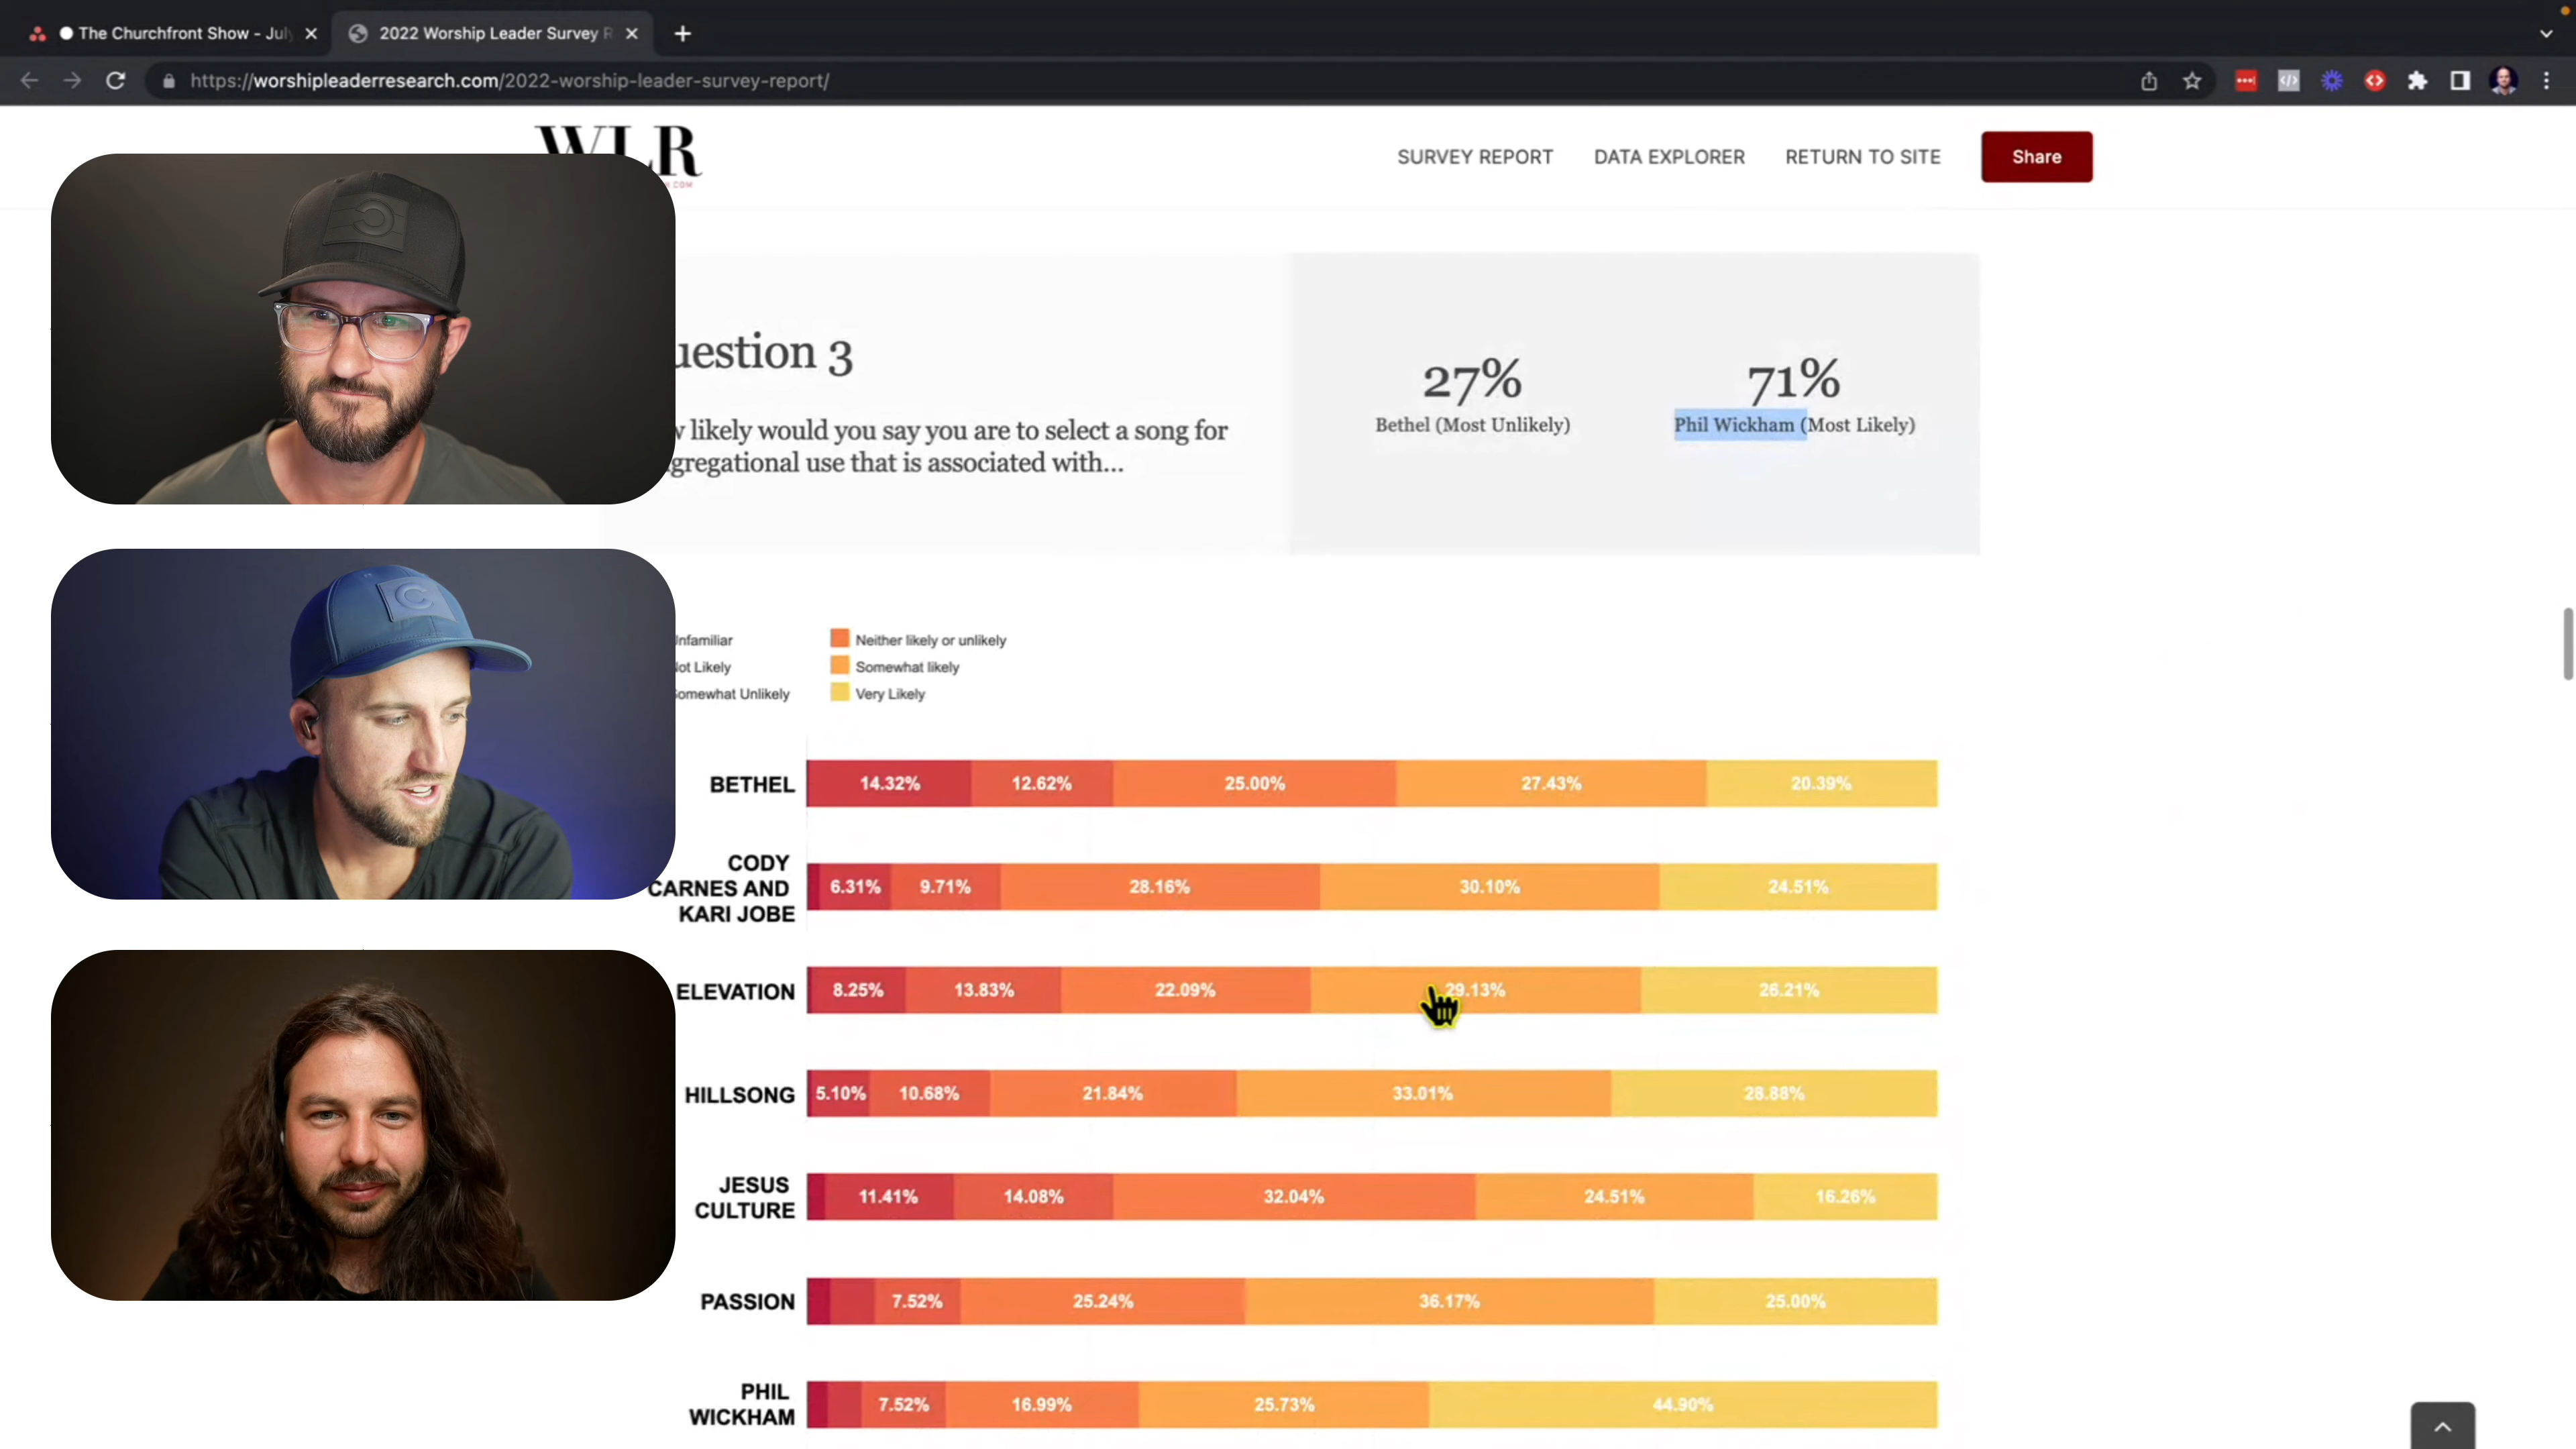 The Churchfront Show - July
2022 Worship Leader Survey R
https://worshipleaderresearch.com/2022-worship-leader-survey-report/
WLR
.COM
SURVEY REPORT
DATA EXPLORER
RETURN TO SITE
Share
uestion 3
likely would you say you are to select a song for
gregational use that is associated with...
27%
Bethel (Most Unlikely)
71%
Phil Wickham (Most Likely)
Unfamiliar
Not Likely
Somewhat Unlikely
Neither likely or unlikely
Somewhat likely
Very Likely
BETHEL 14.32% 12.62% 25.00% 27.43% 20.39%
CODY
CARNES AND
KARI JOBE
6.31% 9.71% 28.16% 30.10% 24.51%
ELEVATION 8.25% 13.83% 22.09% 29.13% 26.21%
HILLSONG 5.10% 10.68% 21.84% 33.01% 28.88%
JESUS
CULTURE
11.41% 14.08% 32.04% 24.51% 16.26%
PASSION 7.52% 25.24% 36.17% 25.00%
PHIL
WICKHAM
7.52% 16.99% 25.73% 44.90%